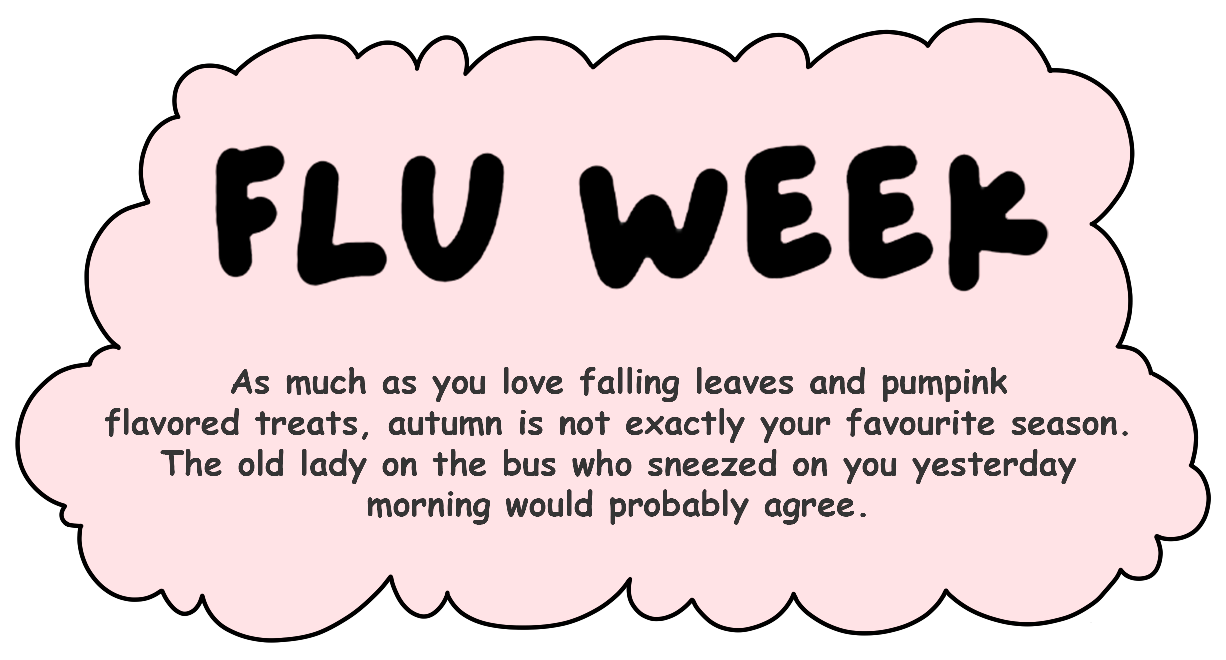 FLU WEEK
As much as you love falling leaves and pumpink
flavored treats, autumn is not exactly your favourite season.
The old lady on the bus who sneezed on you yesterday
morning would probably agree.